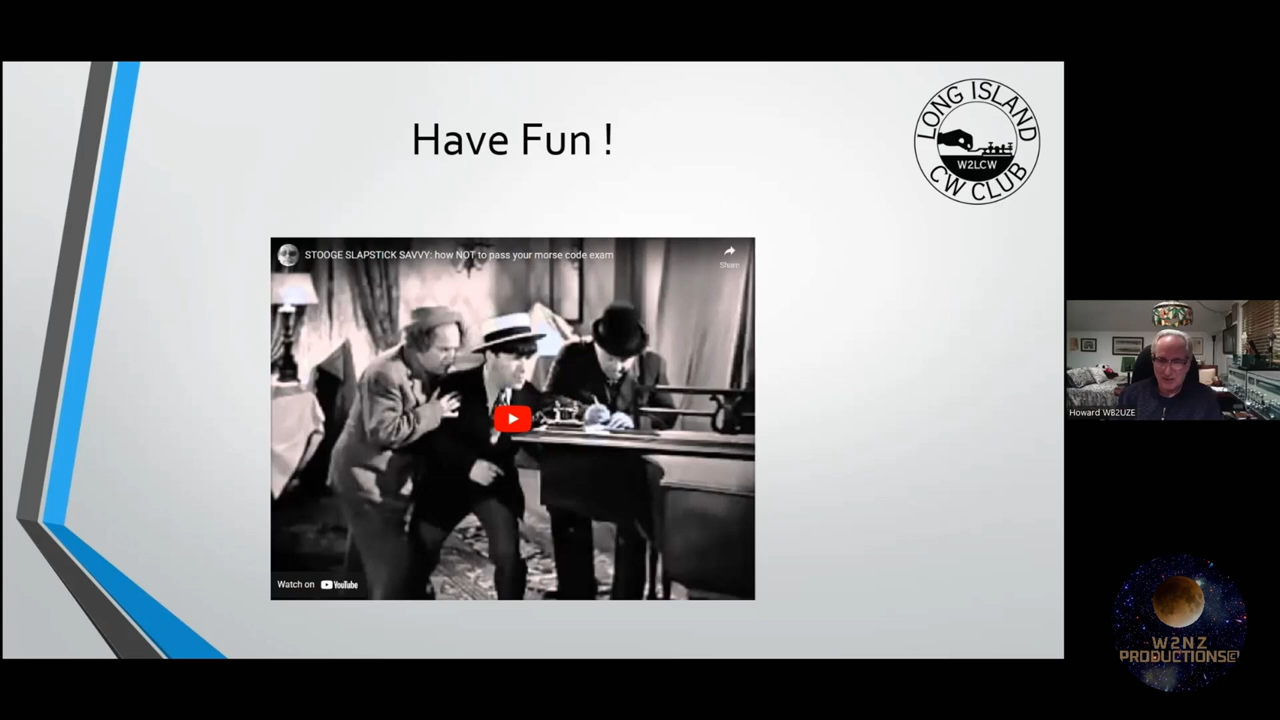 Have Fun !
LONG ISLAND
W2LCW
CW CLUB
STOOGE SLAPSTICK SAVVY: how NOT to pass your morse code exam
Share
Watch on YouTube
Howard WB2UZE
W2NZ
PRODUCTIONS©